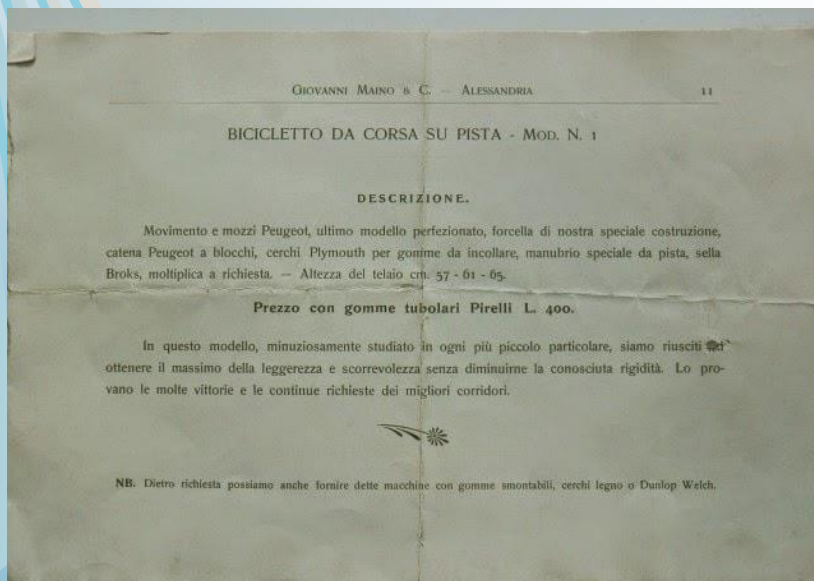 GIOVANNI MAINO & C. — ALESSANDRIA 11
BICICLETTO DA CORSA SU PISTA - MOD. N. 1
DESCRIZIONE.
Movimento e mozzi Peugeot, ultimo modello perfezionato, forcella di nostra speciale costruzione,
catena Peugeot a blocchi, cerchi Plymouth per gomme da incollare, manubrio speciale da pista, sella
Broks, moltiplica a richiesta. — Altezza del telaio cm. 57 - 61 - 65.
Prezzo con gomme tubolari Pirelli L. 400.
In questo modello, minuziosamente studiato in ogni più piccolo particolare, siamo riusciti ad
ottenere il massimo della leggerezza e scorrevolezza senza diminuirne la conosciuta rigidità. Lo pro-
vano le molte vittorie e le continue richieste dei migliori corridori.
NB. Dietro richiesta possiamo anche fornire dette macchine con gomme smontabili, cerchi legno o Dunlop Welch.